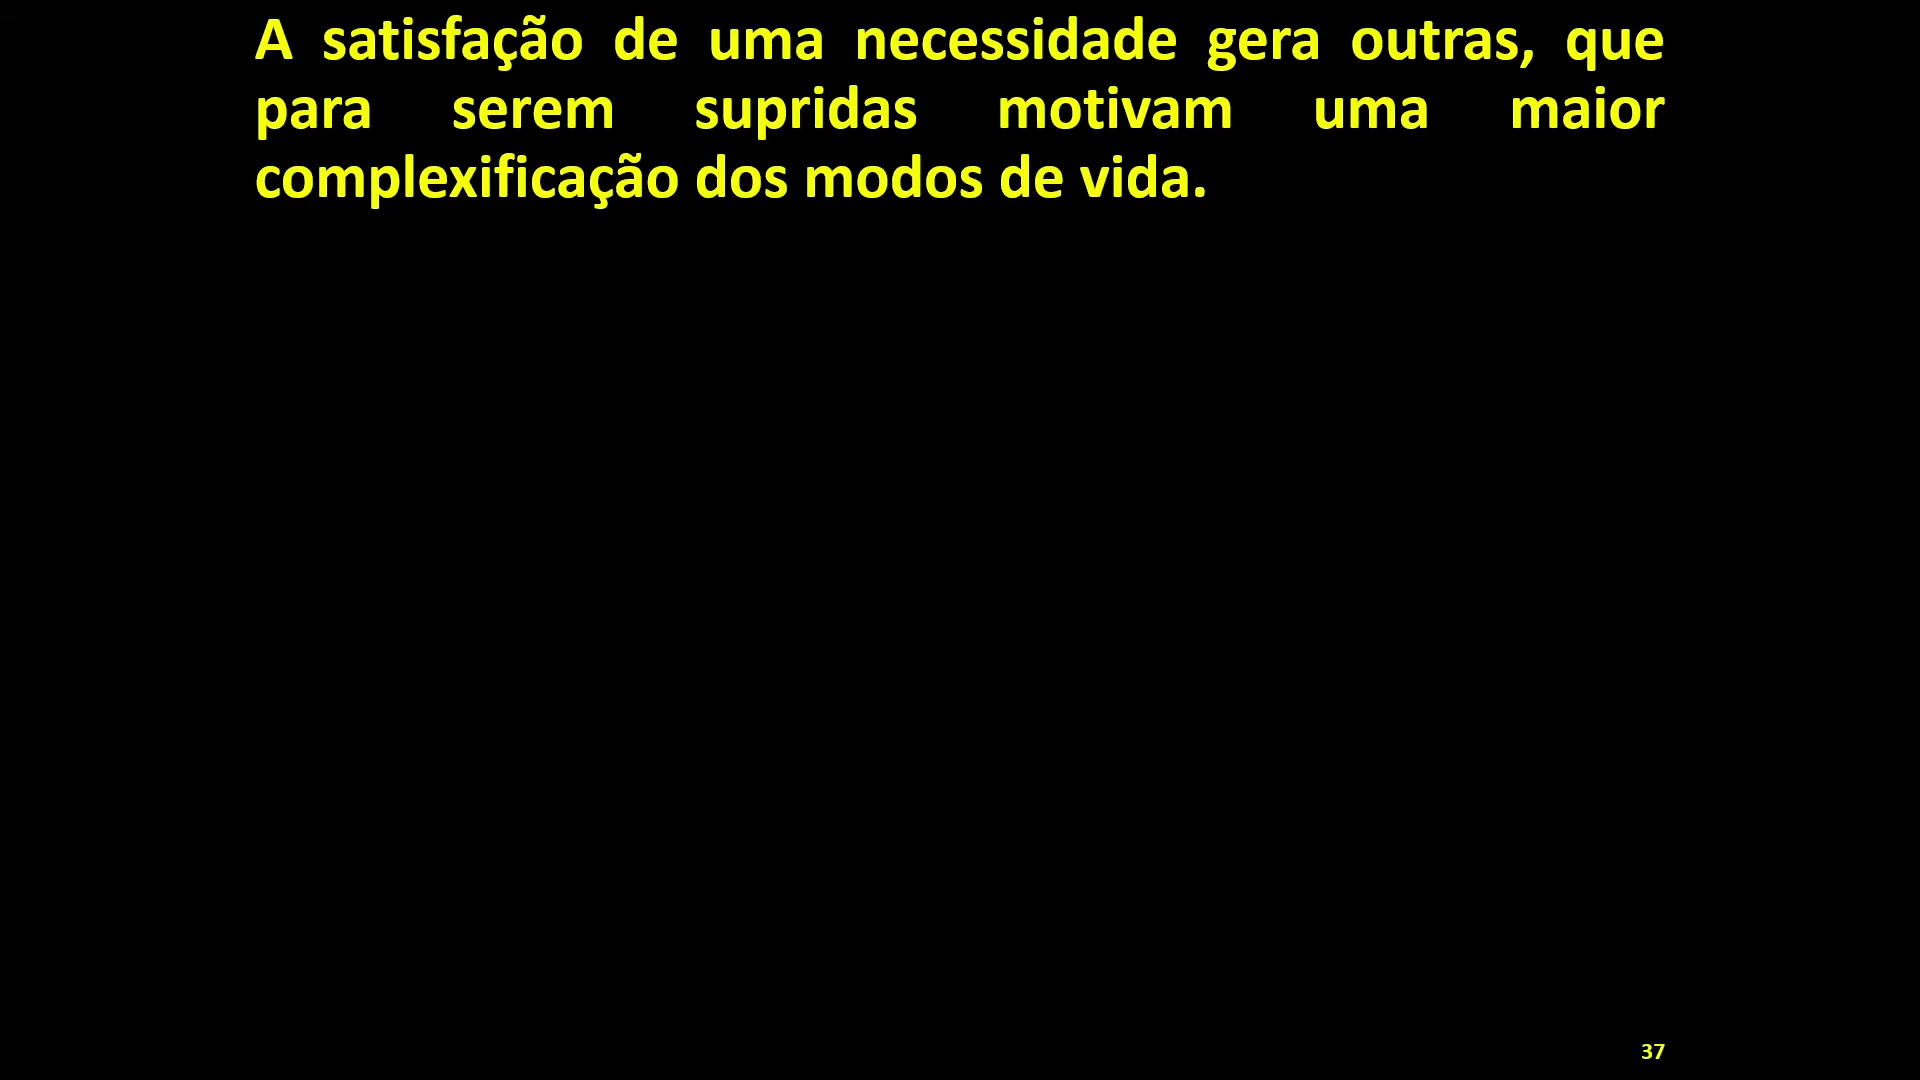 A satisfação de uma necessidade gera outras, que
para serem supridas motivam uma maior
complexificação dos modos de vida.
37